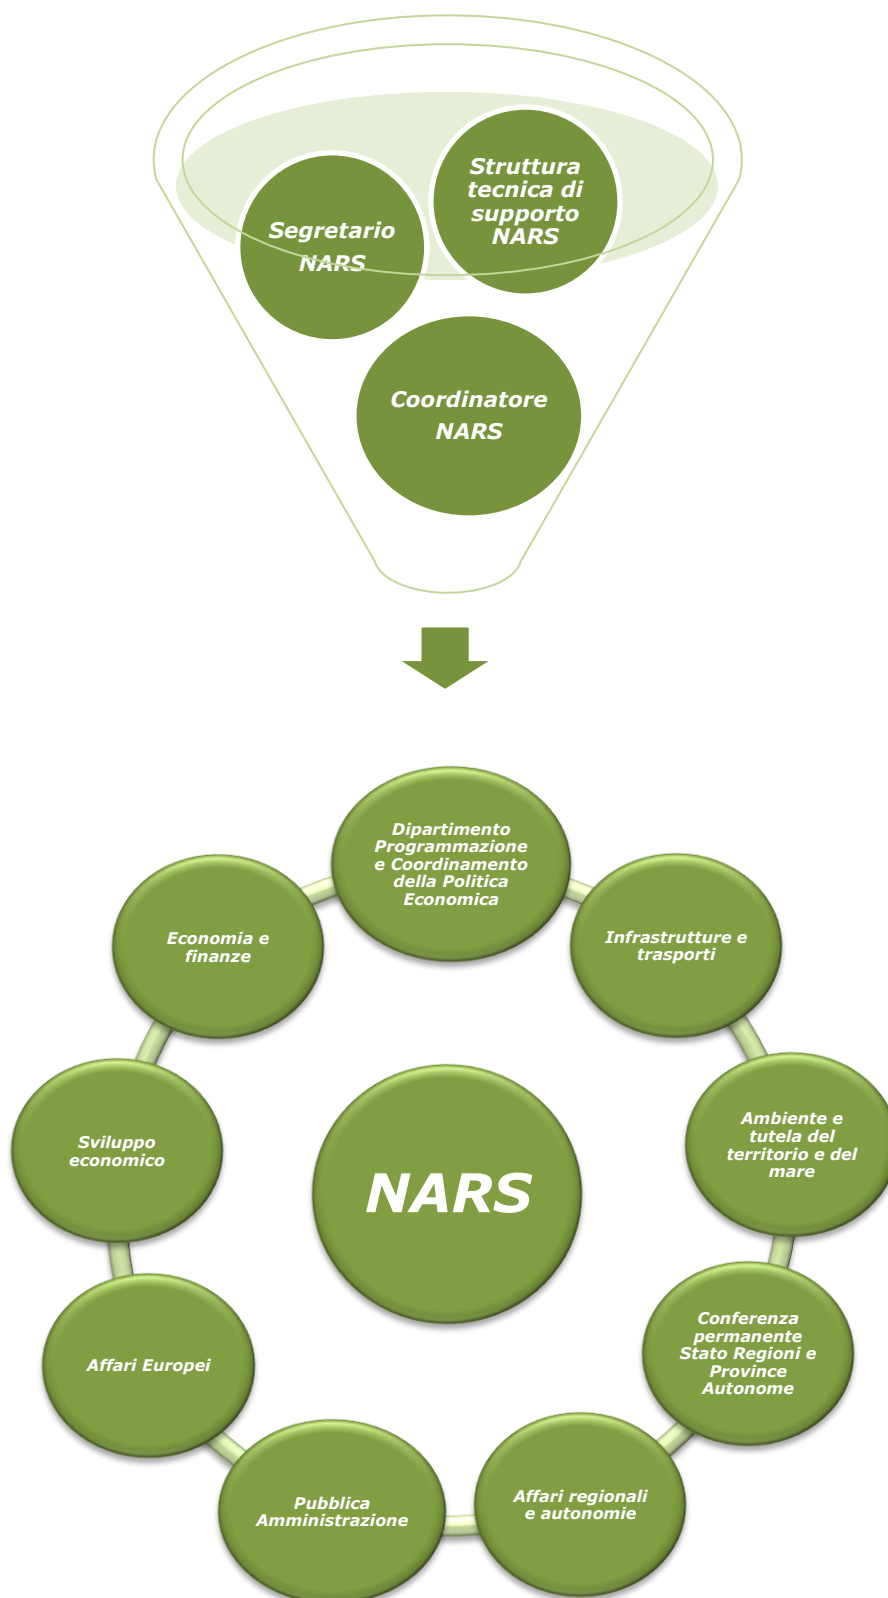 Struttura
tecnica di
supporto
NARS
Segretario
NARS
Coordinatore
NARS
Dipartimento
Programmazione
e Coordinamento
della Politica
Economica
Economia e
finanze
Infrastrutture e
trasporti
Sviluppo
economico
Ambiente e
tutela del
territorio e del
mare
NARS
Affari Europei
Conferenza
permanente
Stato Regioni e
Province
Autonome
Pubblica
Amministrazione
Affari regionali
e autonomie